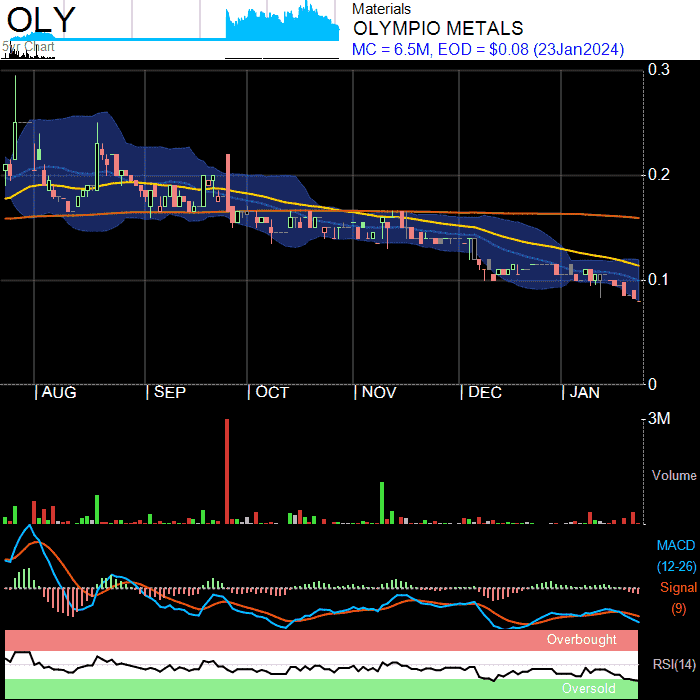 OLY
5yr Chart
Materials
OLYMPIO METALS
MC = 6.5M, EOD = $0.08 (23Jan2024)
0.3
0.2
0.1
0
AUG
SEP
OCT
NOV
DEC
JAN
3M
Volume
MACD
(12-26)
Signal
(9)
Overbought
RSI(14)
Oversold